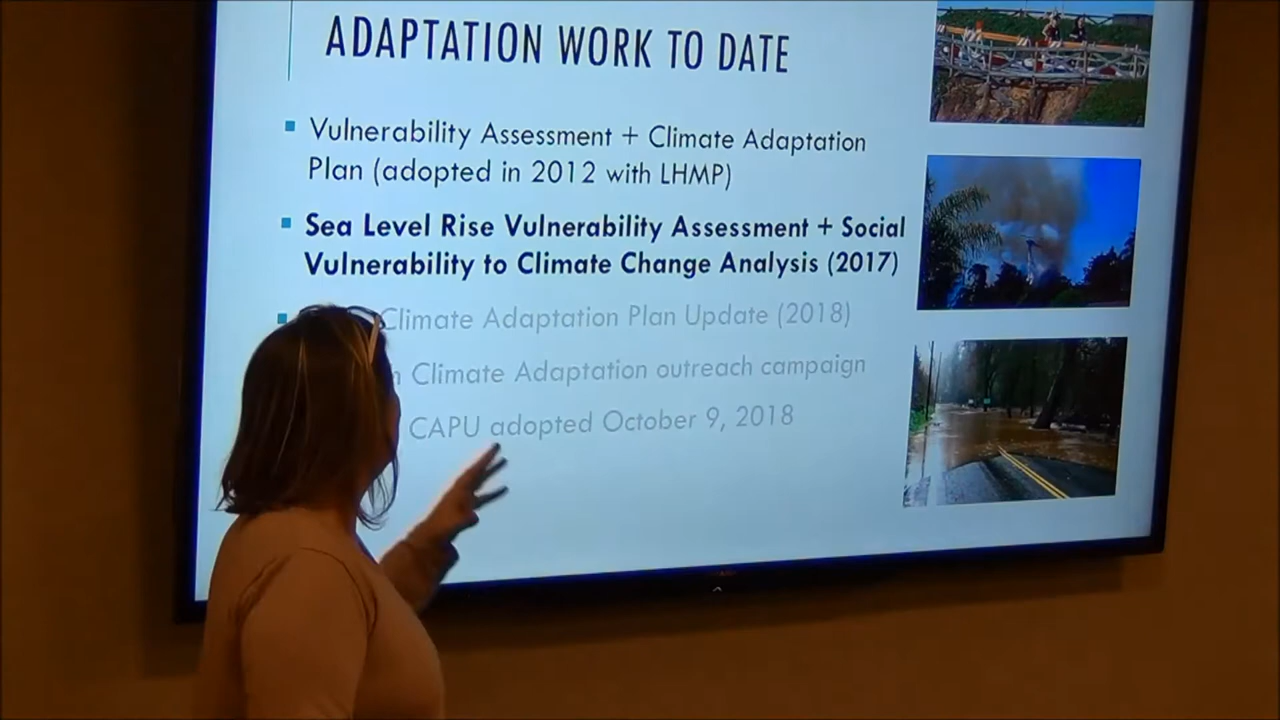 ADAPTATION WORK TO DATE
Vulnerability Assessment + Climate Adaptation
Plan (adopted in 2012 with LHMP)
Sea Level Rise Vulnerability Assessment + Social
Vulnerability to Climate Change Analysis (2017)
Climate Adaptation Plan Update (2018)
Climate Adaptation outreach campaign
CAPU adopted October 9, 2018